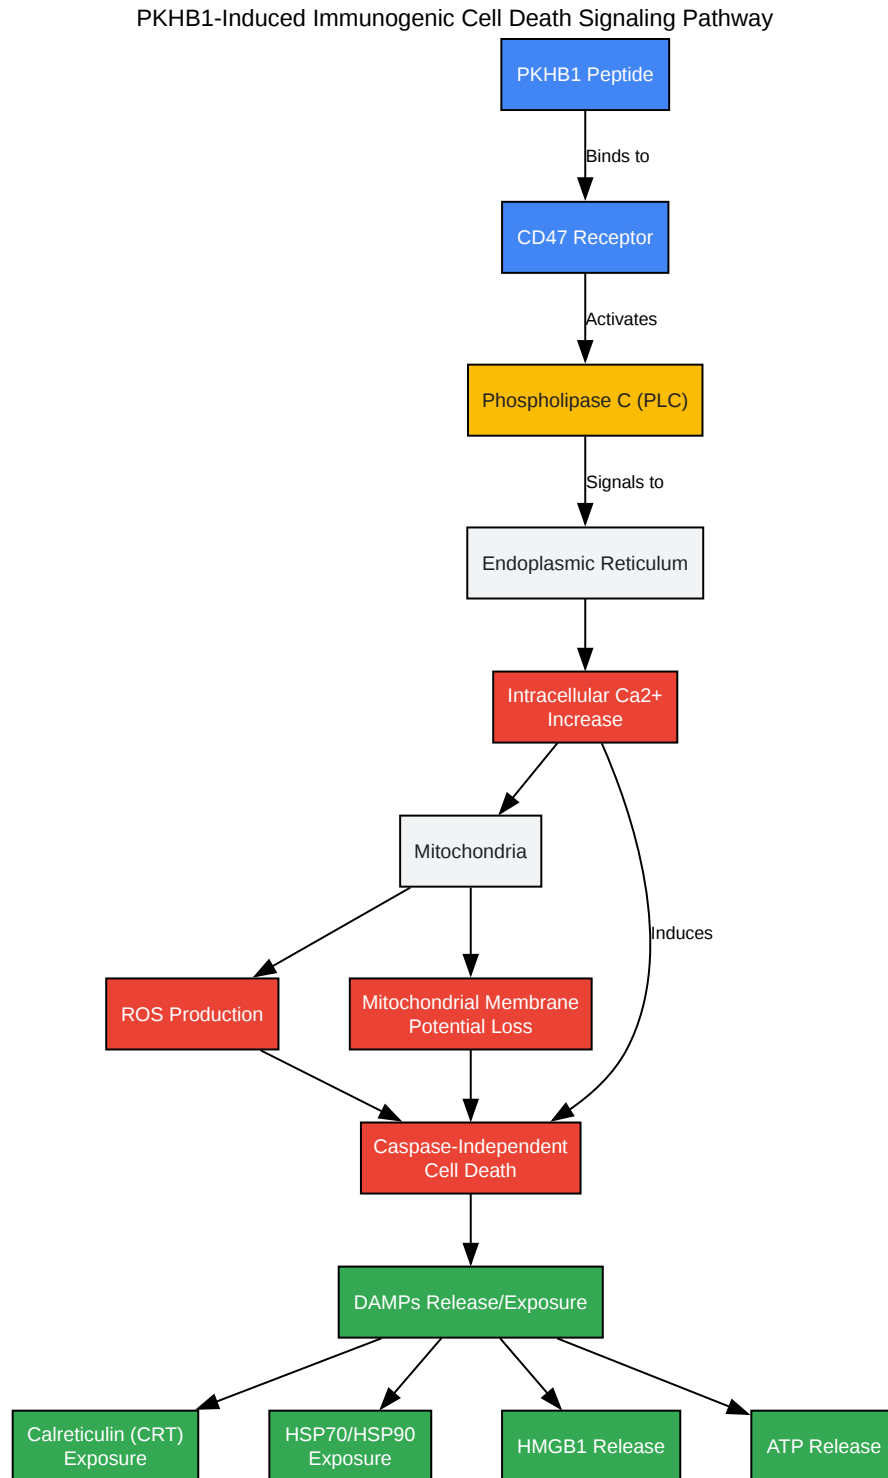 PKHB1-Induced Immunogenic Cell Death Signaling Pathway
PKHB1 Peptide
Binds to
CD47 Receptor
Activates
Phospholipase C (PLC)
Signals to
Endoplasmic Reticulum
Intracellular Ca2+
Increase
Mitochondria
Induces
ROS Production
Mitochondrial Membrane
Potential Loss
Caspase-Independent
Cell Death
DAMPs Release/Exposure
Calreticulin (CRT)
Exposure
HSP70/HSP90
Exposure
HMGB1 Release
ATP Release